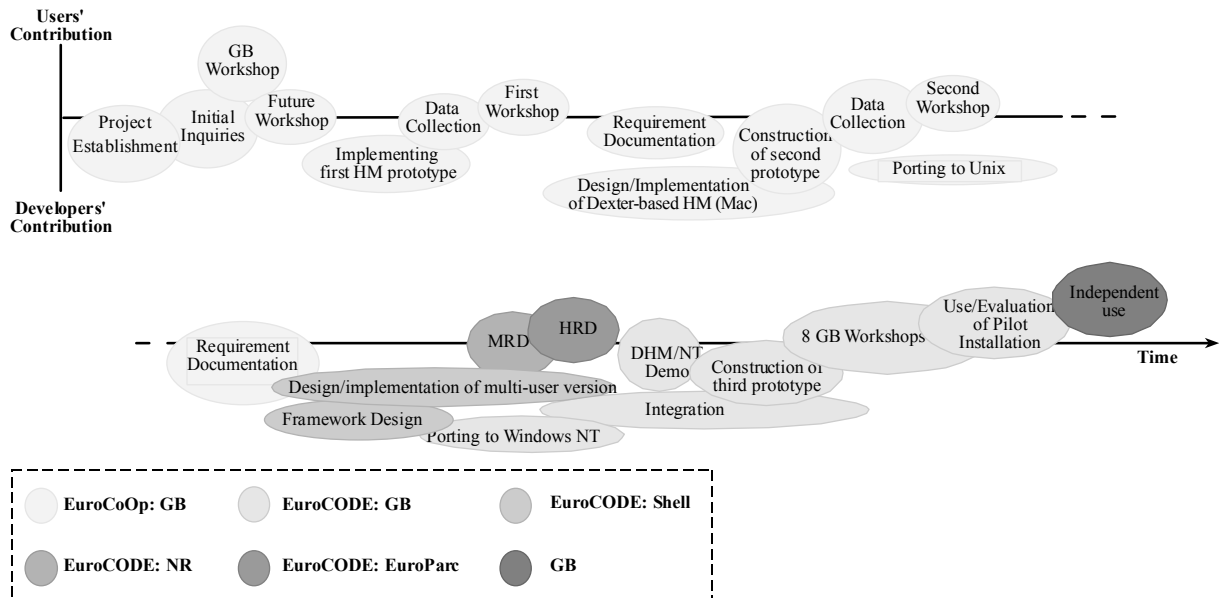 Users'
Contribution
GB
Workshop
Project
Establishment
Initial
Inquiries
Future
Workshop
Implementing
first HM prototype
Data
Collection
First
Workshop
Requirement
Documentation
Design/Implementation
of Dexter-based HM (Mac)
Construction
of second
prototype
Data
Collection
Second
Workshop
Porting to Unix
Developers'
Contribution
Requirement
Documentation
MRD
HRD
Design/implementation of multi-user version
Framework Design
Porting to Windows NT
DHM/NT
Demo
Construction of
third prototype
Integration
8 GB Workshops
Use/Evaluation
of Pilot
Installation
Independent
use
Time
EuroCoOp: GB
EuroCODE: GB
EuroCODE: Shell
EuroCODE: NR
EuroCODE: EuroParc
GB